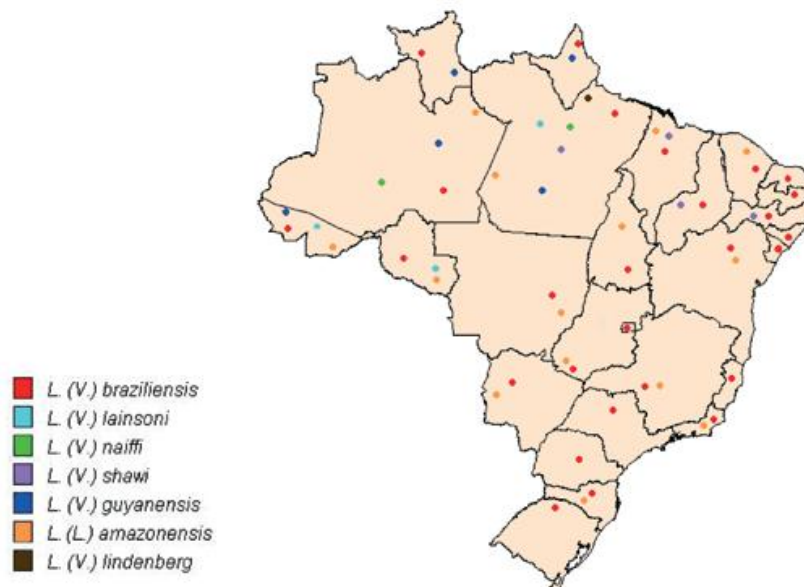 L. (V.) braziliensis
L. (V.) lainsoni
L. (V.) naiffi
L. (V.) shawi
L. (V.) guyanensis
L. (L.) amazonensis
L. (V.) lindenberg